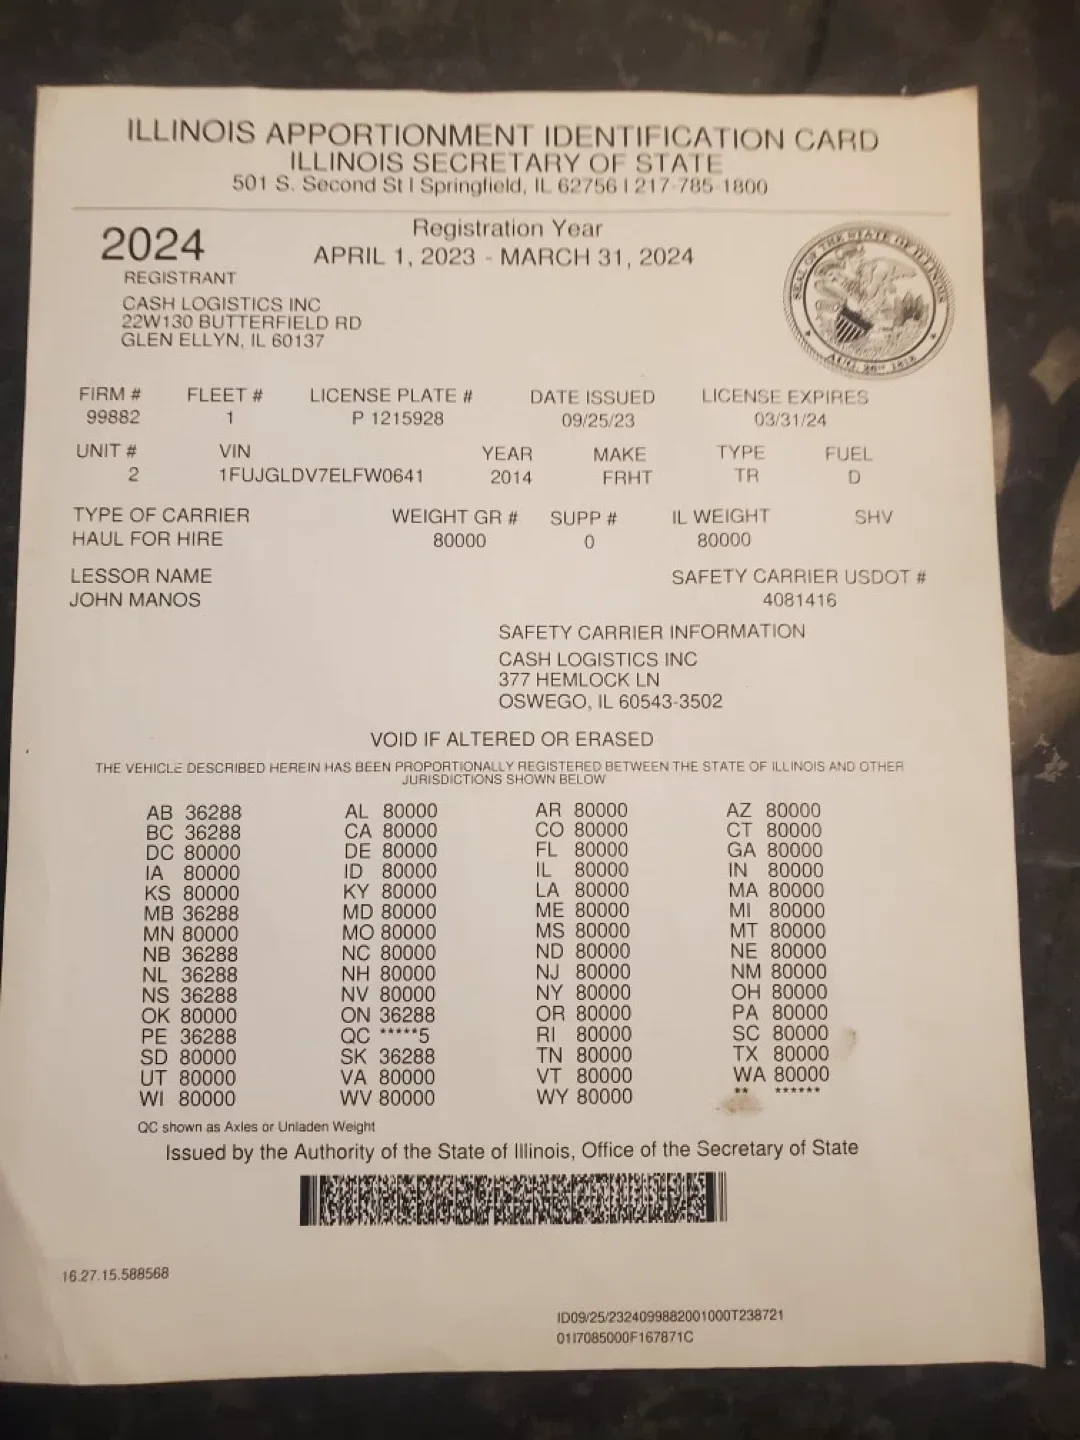 ILLINOIS APPORTIONMENT IDENTIFICATION CARD
ILLINOIS SECRETARY OF STATE
501 S. Second St | Springfield, IL 62756 | 217-785-1800
2024
Registration Year
APRIL 1, 2023 - MARCH 31, 2024
SEAL OF THE STATE OF ILLINOIS
AUG. 26TH 1818
REGISTRANT
CASH LOGISTICS INC
22W130 BUTTERFIELD RD
GLEN ELLYN, IL 60137
FIRM # FLEET # LICENSE PLATE # DATE ISSUED LICENSE EXPIRES
99882 1 P 1215928 09/25/23 03/31/24
UNIT # VIN YEAR MAKE TYPE FUEL
2 1FUJGLDV7ELFW0641 2014 FRHT TR D
TYPE OF CARRIER WEIGHT GR # SUPP # IL WEIGHT SHV
HAUL FOR HIRE 80000 0 80000
LESSOR NAME SAFETY CARRIER USDOT #
JOHN MANOS 4081416
SAFETY CARRIER INFORMATION
CASH LOGISTICS INC
377 HEMLOCK LN
OSWEGO, IL 60543-3502
VOID IF ALTERED OR ERASED
THE VEHICLE DESCRIBED HEREIN HAS BEEN PROPORTIONALLY REGISTERED BETWEEN THE STATE OF ILLINOIS AND OTHER
JURISDICTIONS SHOWN BELOW
AB 36288 AL 80000 AR 80000 AZ 80000
BC 36288 CA 80000 CO 80000 CT 80000
DC 80000 DE 80000 FL 80000 GA 80000
IA 80000 ID 80000 IL 80000 IN 80000
KS 80000 KY 80000 LA 80000 MA 80000
MB 36288 MD 80000 ME 80000 MI 80000
MN 80000 MO 80000 MS 80000 MT 80000
NB 36288 NC 80000 ND 80000 NE 80000
NL 36288 NH 80000 NJ 80000 NM 80000
NS 36288 NV 80000 NY 80000 OH 80000
OK 80000 ON 36288 OR 80000 PA 80000
PE 36288 QC *****5 RI 80000 SC 80000
SD 80000 SK 36288 TN 80000 TX 80000
UT 80000 VA 80000 VT 80000 WA 80000
WI 80000 WV 80000 WY 80000 ** ******
QC shown as Axles or Unladen Weight
Issued by the Authority of the State of Illinois, Office of the Secretary of State
16.27.15.588568
ID09/25/2324099882001000T238721
01I7085000F167871C